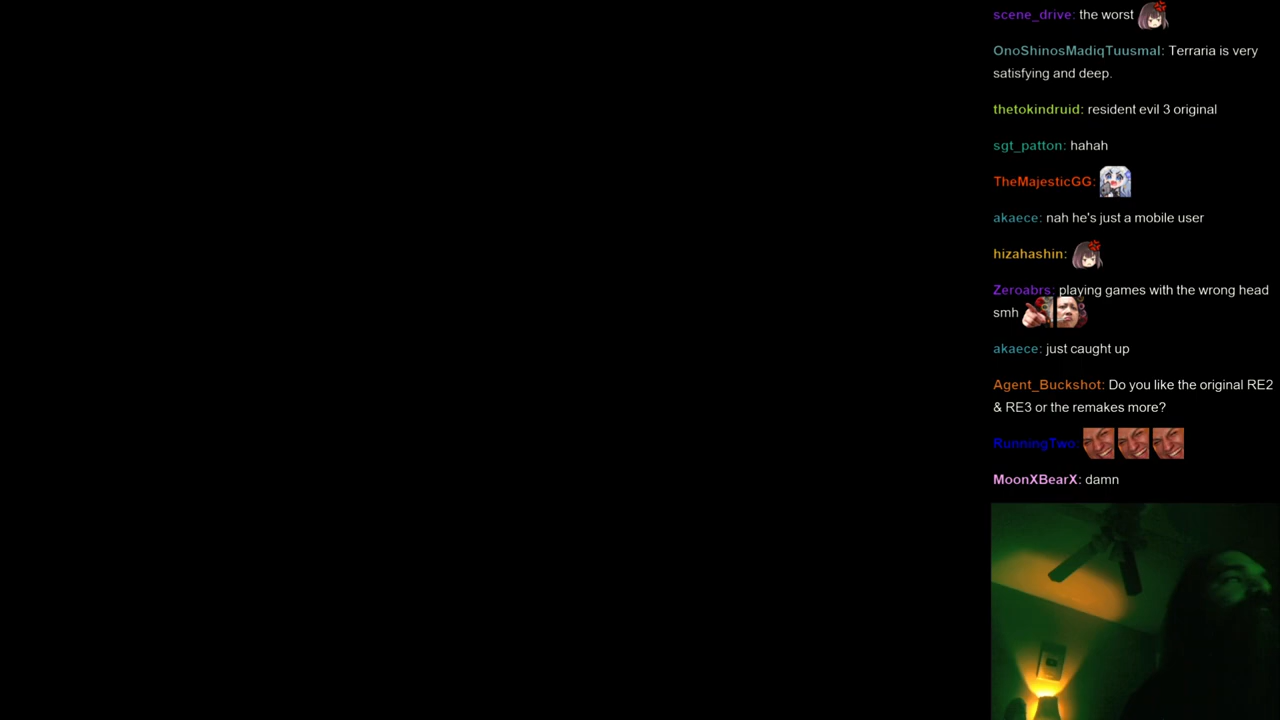 scene_drive: the worst
OnoShinosMadiqTuusmal: Terraria is very
satisfying and deep.
thetokindruid: resident evil 3 original
sgt_patton: hahah
TheMajesticGG:
akaece: nah he's just a mobile user
hizahashin:
Zeroabrs: playing games with the wrong head
smh
akaece: just caught up
Agent_Buckshot: Do you like the original RE2
& RE3 or the remakes more?
RunningTwo:
MoonXBearX: damn